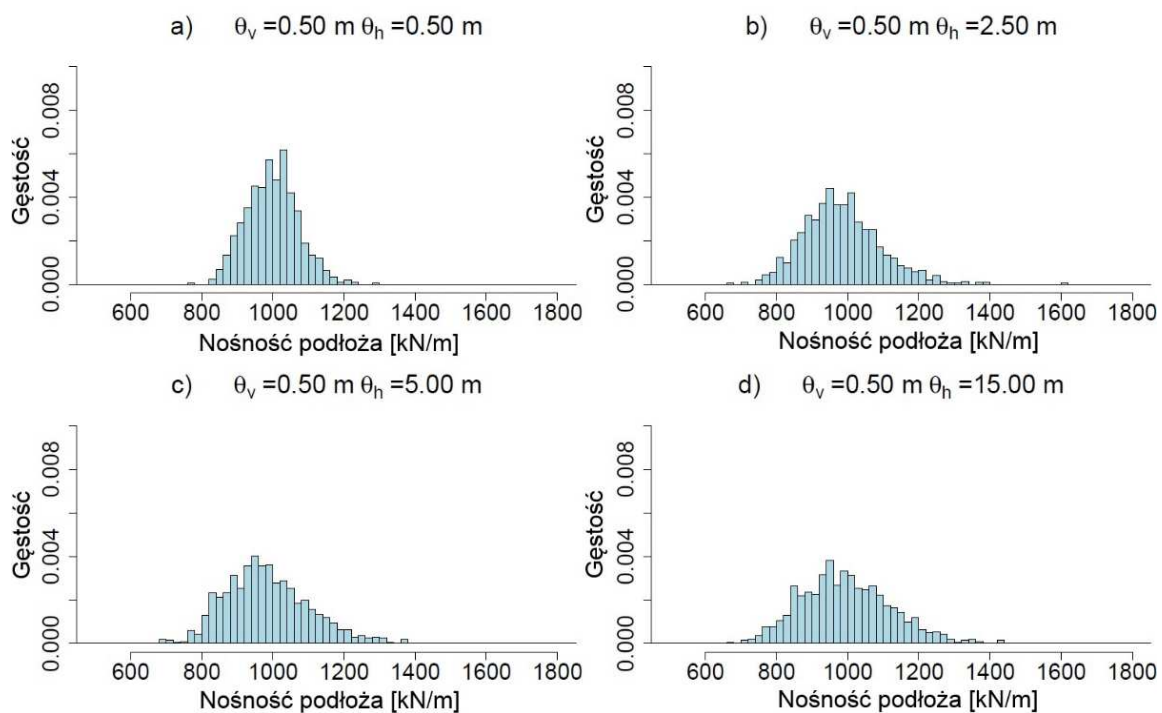 a) θv =0.50 m θh =0.50 m
b) θv =0.50 m θh =2.50 m
Gęstość
0.000 0.004 0.008
600 800 1000 1200 1400 1600 1800
Nośność podłoża [kN/m]
Gęstość
0.000 0.004 0.008
600 800 1000 1200 1400 1600 1800
Nośność podłoża [kN/m]
c) θv =0.50 m θh =5.00 m
d) θv =0.50 m θh =15.00 m
Gęstość
0.000 0.004 0.008
600 800 1000 1200 1400 1600 1800
Nośność podłoża [kN/m]
Gęstość
0.000 0.004 0.008
600 800 1000 1200 1400 1600 1800
Nośność podłoża [kN/m]